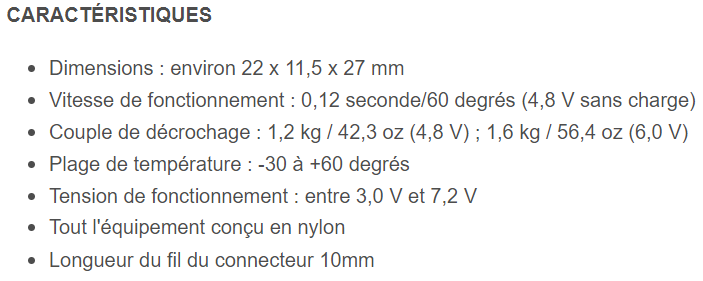 CARACTÉRISTIQUES
• Dimensions : environ 22 x 11,5 x 27 mm
• Vitesse de fonctionnement : 0,12 seconde/60 degrés (4,8 V sans charge)
• Couple de décrochage : 1,2 kg / 42,3 oz (4,8 V) ; 1,6 kg / 56,4 oz (6,0 V)
• Plage de température : -30 à +60 degrés
• Tension de fonctionnement : entre 3,0 V et 7,2 V
• Tout l'équipement conçu en nylon
• Longueur du fil du connecteur 10mm